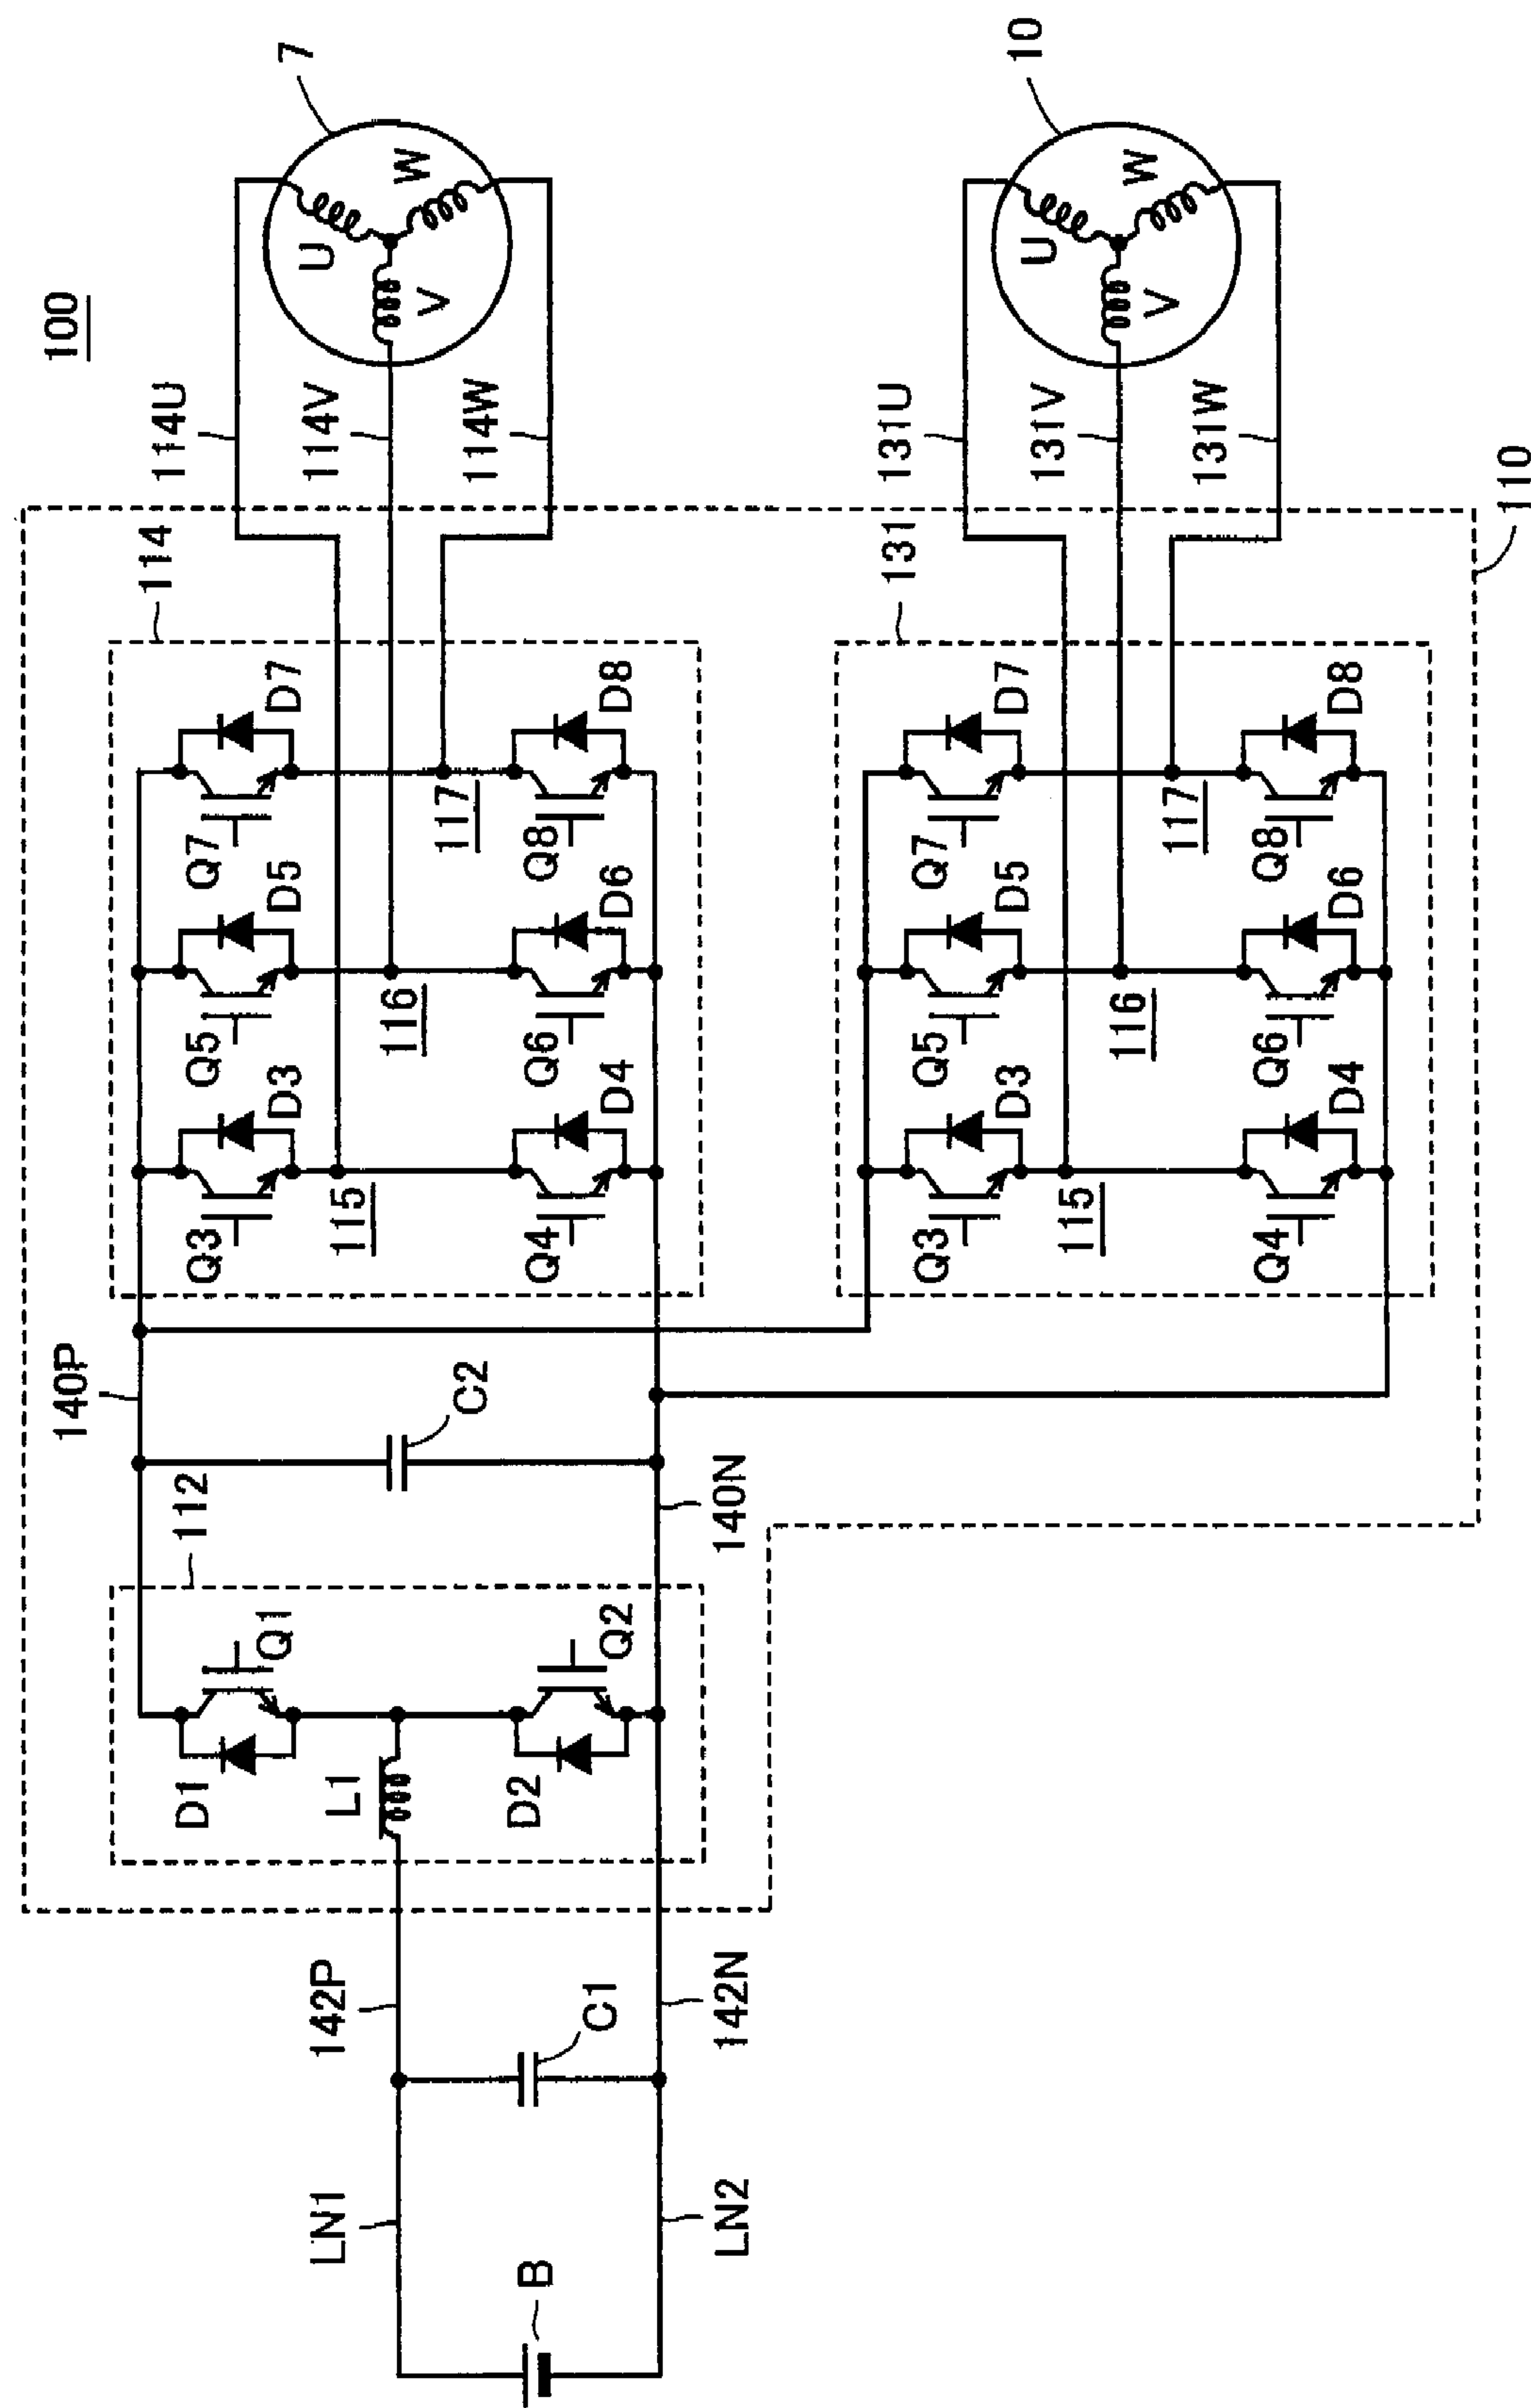 100
7
U
V
W
114U
114V
114W
10
U
V
W
131U
131V
131W
110
114
Q7
D7
Q5
D5
Q3
D3
115
116
117
Q8
D8
Q6
D6
Q4
D4
131
Q7
D7
Q5
D5
Q3
D3
115
116
117
Q8
D8
Q6
D6
Q4
D4
140P
C2
140N
112
D1
Q1
L1
D2
Q2
142P
C1
142N
LN1
B
LN2